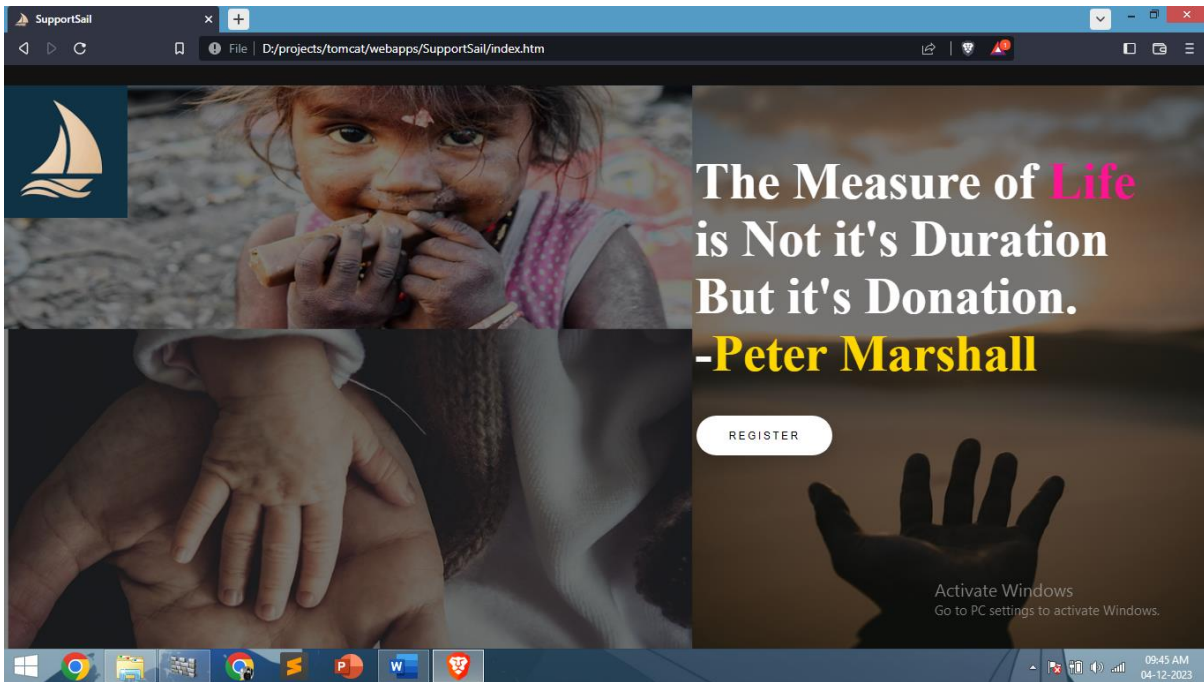 SupportSail
File | D:/projects/tomcat/webapps/SupportSail/index.htm
The Measure of Life
is Not it's Duration
But it's Donation.
-Peter Marshall
REGISTER
Activate Windows
Go to PC settings to activate Windows.
09:45 AM
04-12-2023